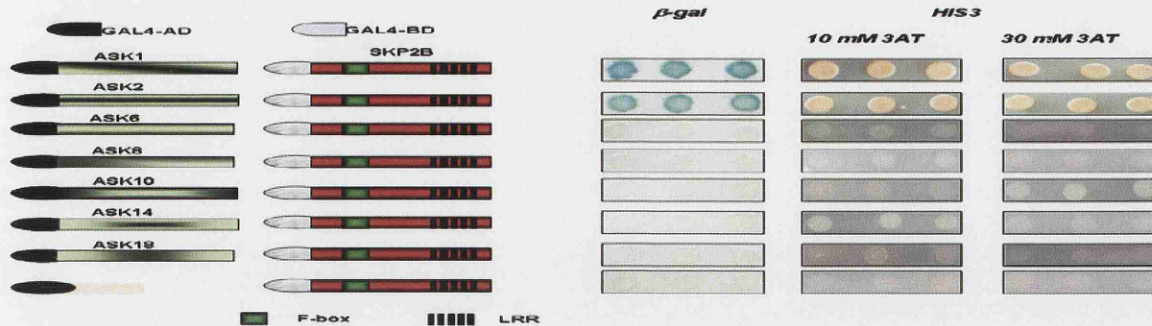 β-gal HIS3
GAL4-AD GAL4-BD
ASK1 SKP2B 10 mM 3AT 30 mM 3AT
ASK2
ASK6
ASK8
ASK10
ASK14
ASK18
F-box LRR